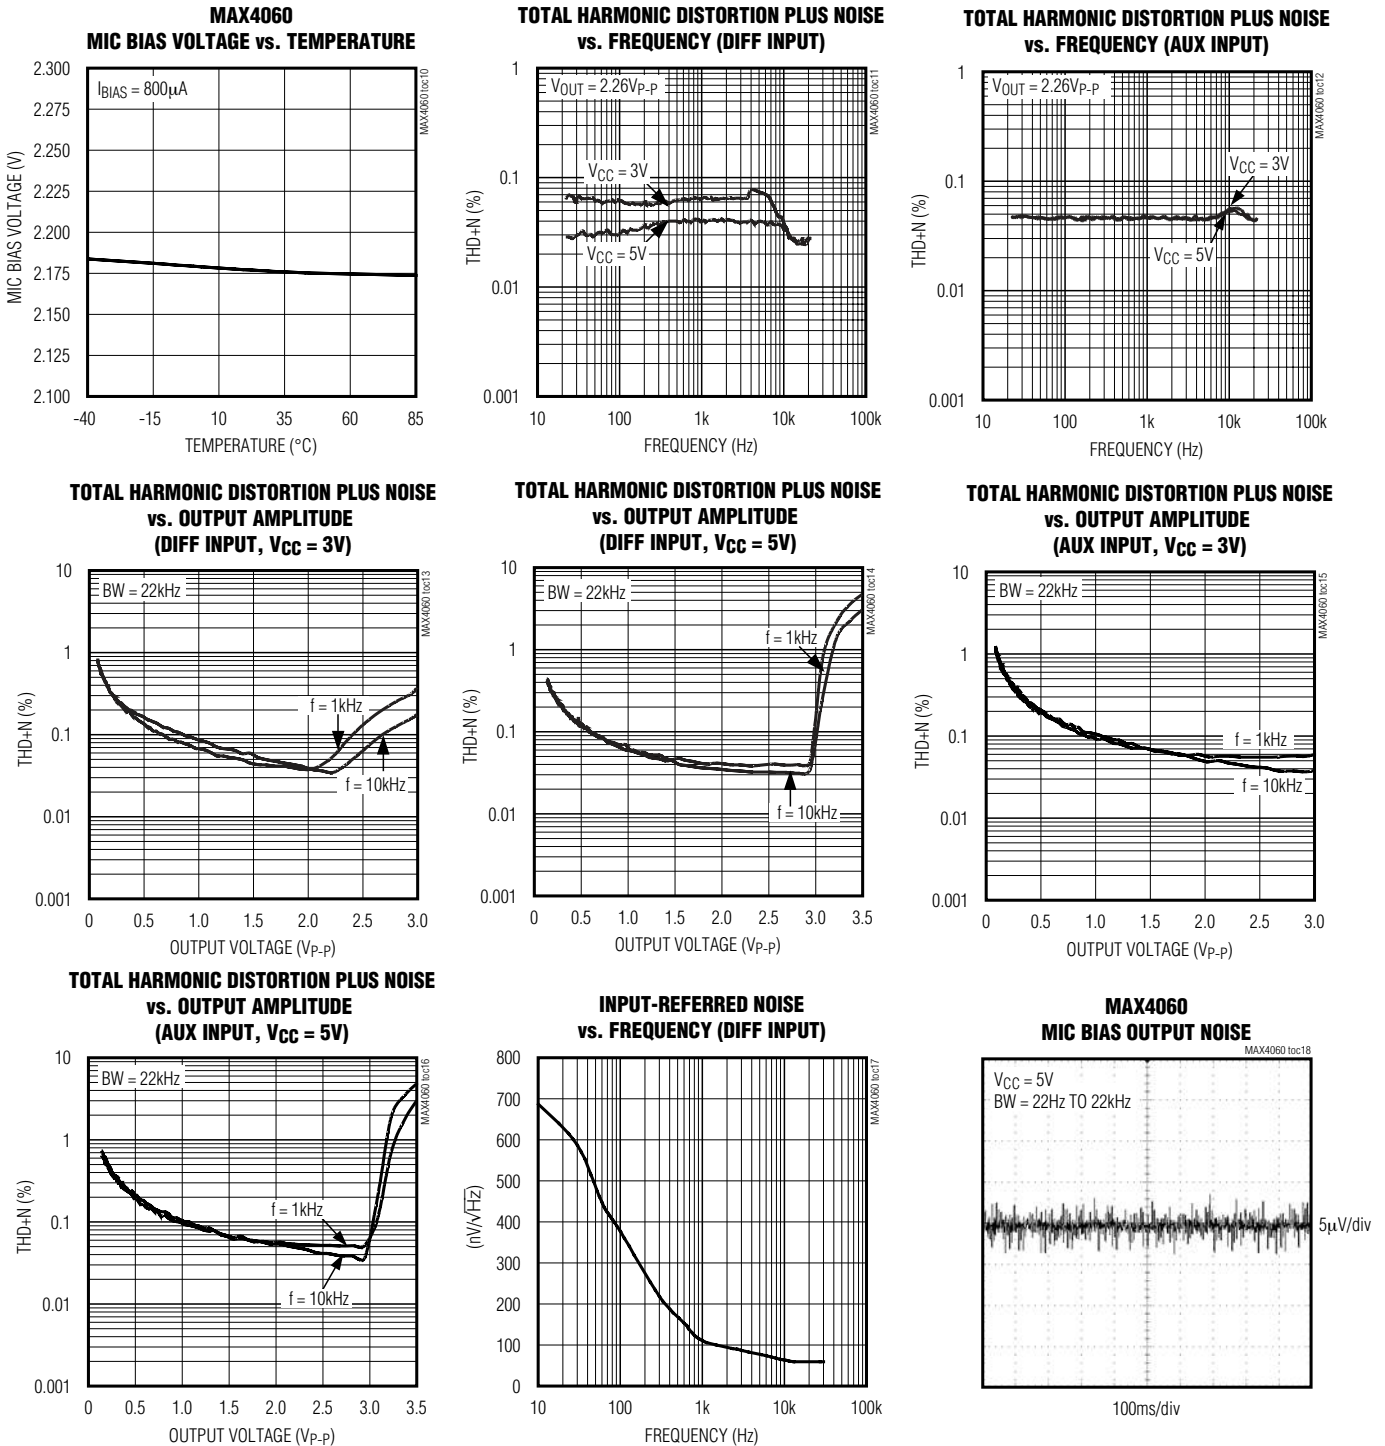 MAX4060
MIC BIAS VOLTAGE vs. TEMPERATURE
IBIAS = 800µA
MAX4060 toc10
MIC BIAS VOLTAGE (V)
2.300
2.275
2.250
2.225
2.200
2.175
2.150
2.125
2.100
-40 -15 10 35 60 85
TEMPERATURE (°C)
TOTAL HARMONIC DISTORTION PLUS NOISE
vs. FREQUENCY (DIFF INPUT)
VOUT = 2.26VP-P
MAX4060 toc11
VCC = 3V
VCC = 5V
THD+N (%)
1
0.1
0.01
0.001
10 100 1k 10k 100k
FREQUENCY (Hz)
TOTAL HARMONIC DISTORTION PLUS NOISE
vs. FREQUENCY (AUX INPUT)
VOUT = 2.26VP-P
MAX4060 toc12
VCC = 3V
VCC = 5V
THD+N (%)
1
0.1
0.01
0.001
10 100 1k 10k 100k
FREQUENCY (Hz)
TOTAL HARMONIC DISTORTION PLUS NOISE
vs. OUTPUT AMPLITUDE
(DIFF INPUT, VCC = 3V)
BW = 22kHz
MAX4060 toc13
f = 1kHz
f = 10kHz
THD+N (%)
10
1
0.1
0.01
0.001
0 0.5 1.0 1.5 2.0 2.5 3.0
OUTPUT VOLTAGE (VP-P)
TOTAL HARMONIC DISTORTION PLUS NOISE
vs. OUTPUT AMPLITUDE
(DIFF INPUT, VCC = 5V)
BW = 22kHz
MAX4060 toc14
f = 1kHz
f = 10kHz
THD+N (%)
10
1
0.1
0.01
0.001
0 0.5 1.0 1.5 2.0 2.5 3.0 3.5
OUTPUT VOLTAGE (VP-P)
TOTAL HARMONIC DISTORTION PLUS NOISE
vs. OUTPUT AMPLITUDE
(AUX INPUT, VCC = 3V)
BW = 22kHz
MAX4060 toc15
f = 1kHz
f = 10kHz
THD+N (%)
10
1
0.1
0.01
0.001
0 0.5 1.0 1.5 2.0 2.5 3.0
OUTPUT VOLTAGE (VP-P)
TOTAL HARMONIC DISTORTION PLUS NOISE
vs. OUTPUT AMPLITUDE
(AUX INPUT, VCC = 5V)
BW = 22kHz
MAX4060 toc16
f = 1kHz
f = 10kHz
THD+N (%)
10
1
0.1
0.01
0.001
0 0.5 1.0 1.5 2.0 2.5 3.0 3.5
OUTPUT VOLTAGE (VP-P)
INPUT-REFERRED NOISE
vs. FREQUENCY (DIFF INPUT)
MAX4060 toc17
(nV/√Hz)
800
700
600
500
400
300
200
100
0
10 100 1k 10k 100k
FREQUENCY (Hz)
MAX4060
MIC BIAS OUTPUT NOISE
MAX4060 toc18
VCC = 5V
BW = 22Hz TO 22kHz
5µV/div
100ms/div